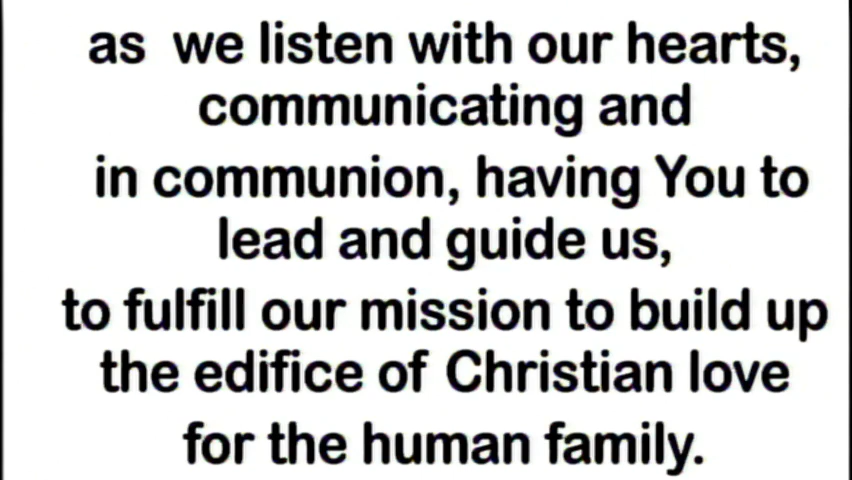 as we listen with our hearts,
communicating and
in communion, having You to
lead and guide us,
to fulfill our mission to build up
the edifice of Christian love
for the human family.